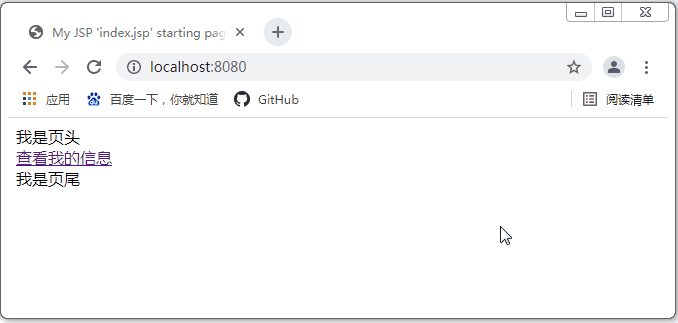 My JSP 'index.jsp' starting pag
localhost:8080
应用 百度一下，你就知道 GitHub 阅读清单
我是页头
查看我的信息
我是页尾